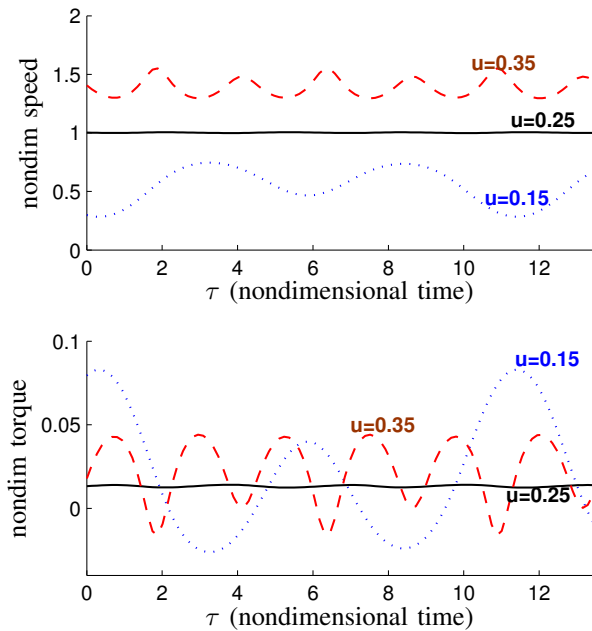 2
1.5
1
0.5
0
nondim speed
u=0.35
u=0.25
u=0.15
0 2 4 6 8 10 12
τ (nondimensional time)
0.1
0.05
0
nondim torque
u=0.15
u=0.35
u=0.25
0 2 4 6 8 10 12
τ (nondimensional time)